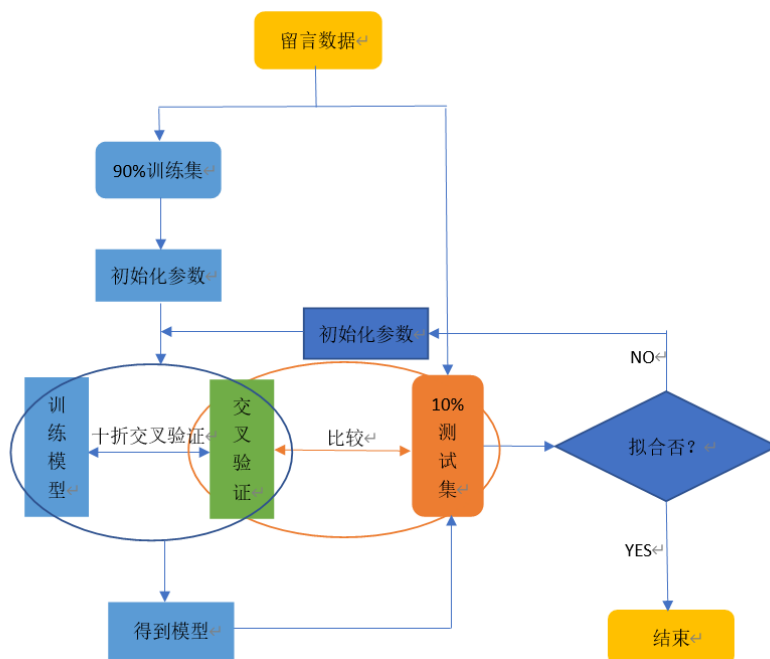 留言数据
90%训练集
初始化参数
初始化参数
NO
训
练
模
型
十折交叉验证
交
叉
验
证
比较
10%
测
试
集
拟合否？
YES
得到模型
结束